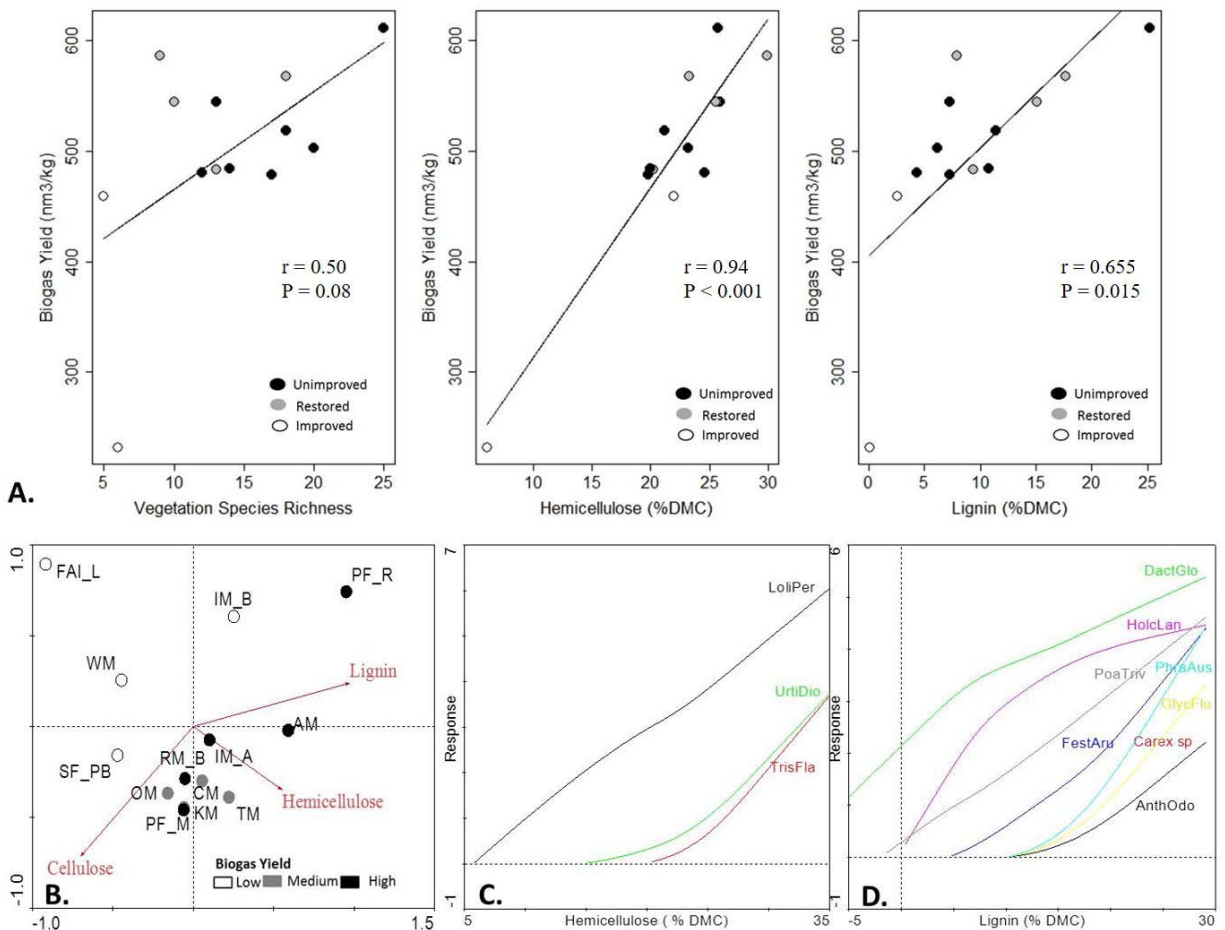 600
500
400
300
Biogas Yield (nm3/kg)
r = 0.50
P = 0.08
Unimproved
Restored
Improved
5 10 15 20 25
Vegetation Species Richness
600
500
400
300
Biogas Yield (nm3/kg)
r = 0.94
P < 0.001
Unimproved
Restored
Improved
10 15 20 25 30
Hemicellulose (%DMC)
600
500
400
300
Biogas Yield (nm3/kg)
r = 0.655
P = 0.015
Unimproved
Restored
Improved
0 5 10 15 20 25
Lignin (%DMC)
A.
1.0
FAI_L
IM_B
PF_R
WM
Lignin
AM
SF_PB
RM_B
IM_A
OM
CM
Hemicellulose
KM
TM
PF_M
Cellulose
Biogas Yield
Low Medium High
B.
-1.0
-1.0 1.5
7
Response
LoliPer
UrtiDio
TrisFla
C.
-1
5 Hemicellulose ( % DMC) 35
6
Response
DactGlo
HolcLan
PhraAus
PoaTriv
GlycFlu
FestAru
Carex sp
AnthOdo
D.
-1
-5 Lignin (% DMC) 30